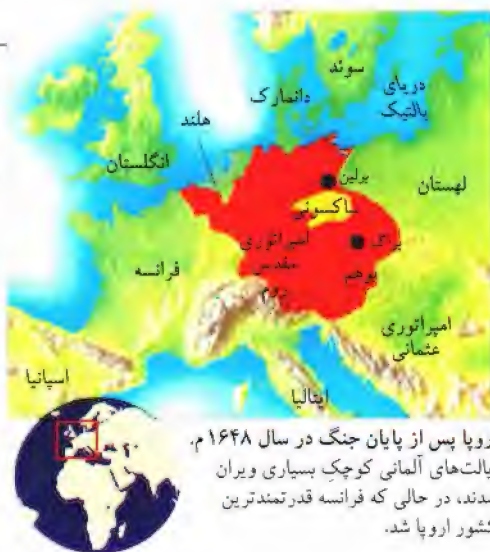 سوئد
دریای
بالتیک
دانمارک
هلند
انگلستان
برلین
لهستان
ساکسونی
امپراتوری
مقدس
روم
پراگ
بوهم
فرانسه
امپراتوری
عثمانی
اسپانیا
ایتالیا
روپا پس از پایان جنگ در سال ۱۶۴۸ م.
یالت‌های آلمانی کوچکِ بسیاری ویران
شدند، در حالی که فرانسه قدرتمندترین
کشور اروپا شد.